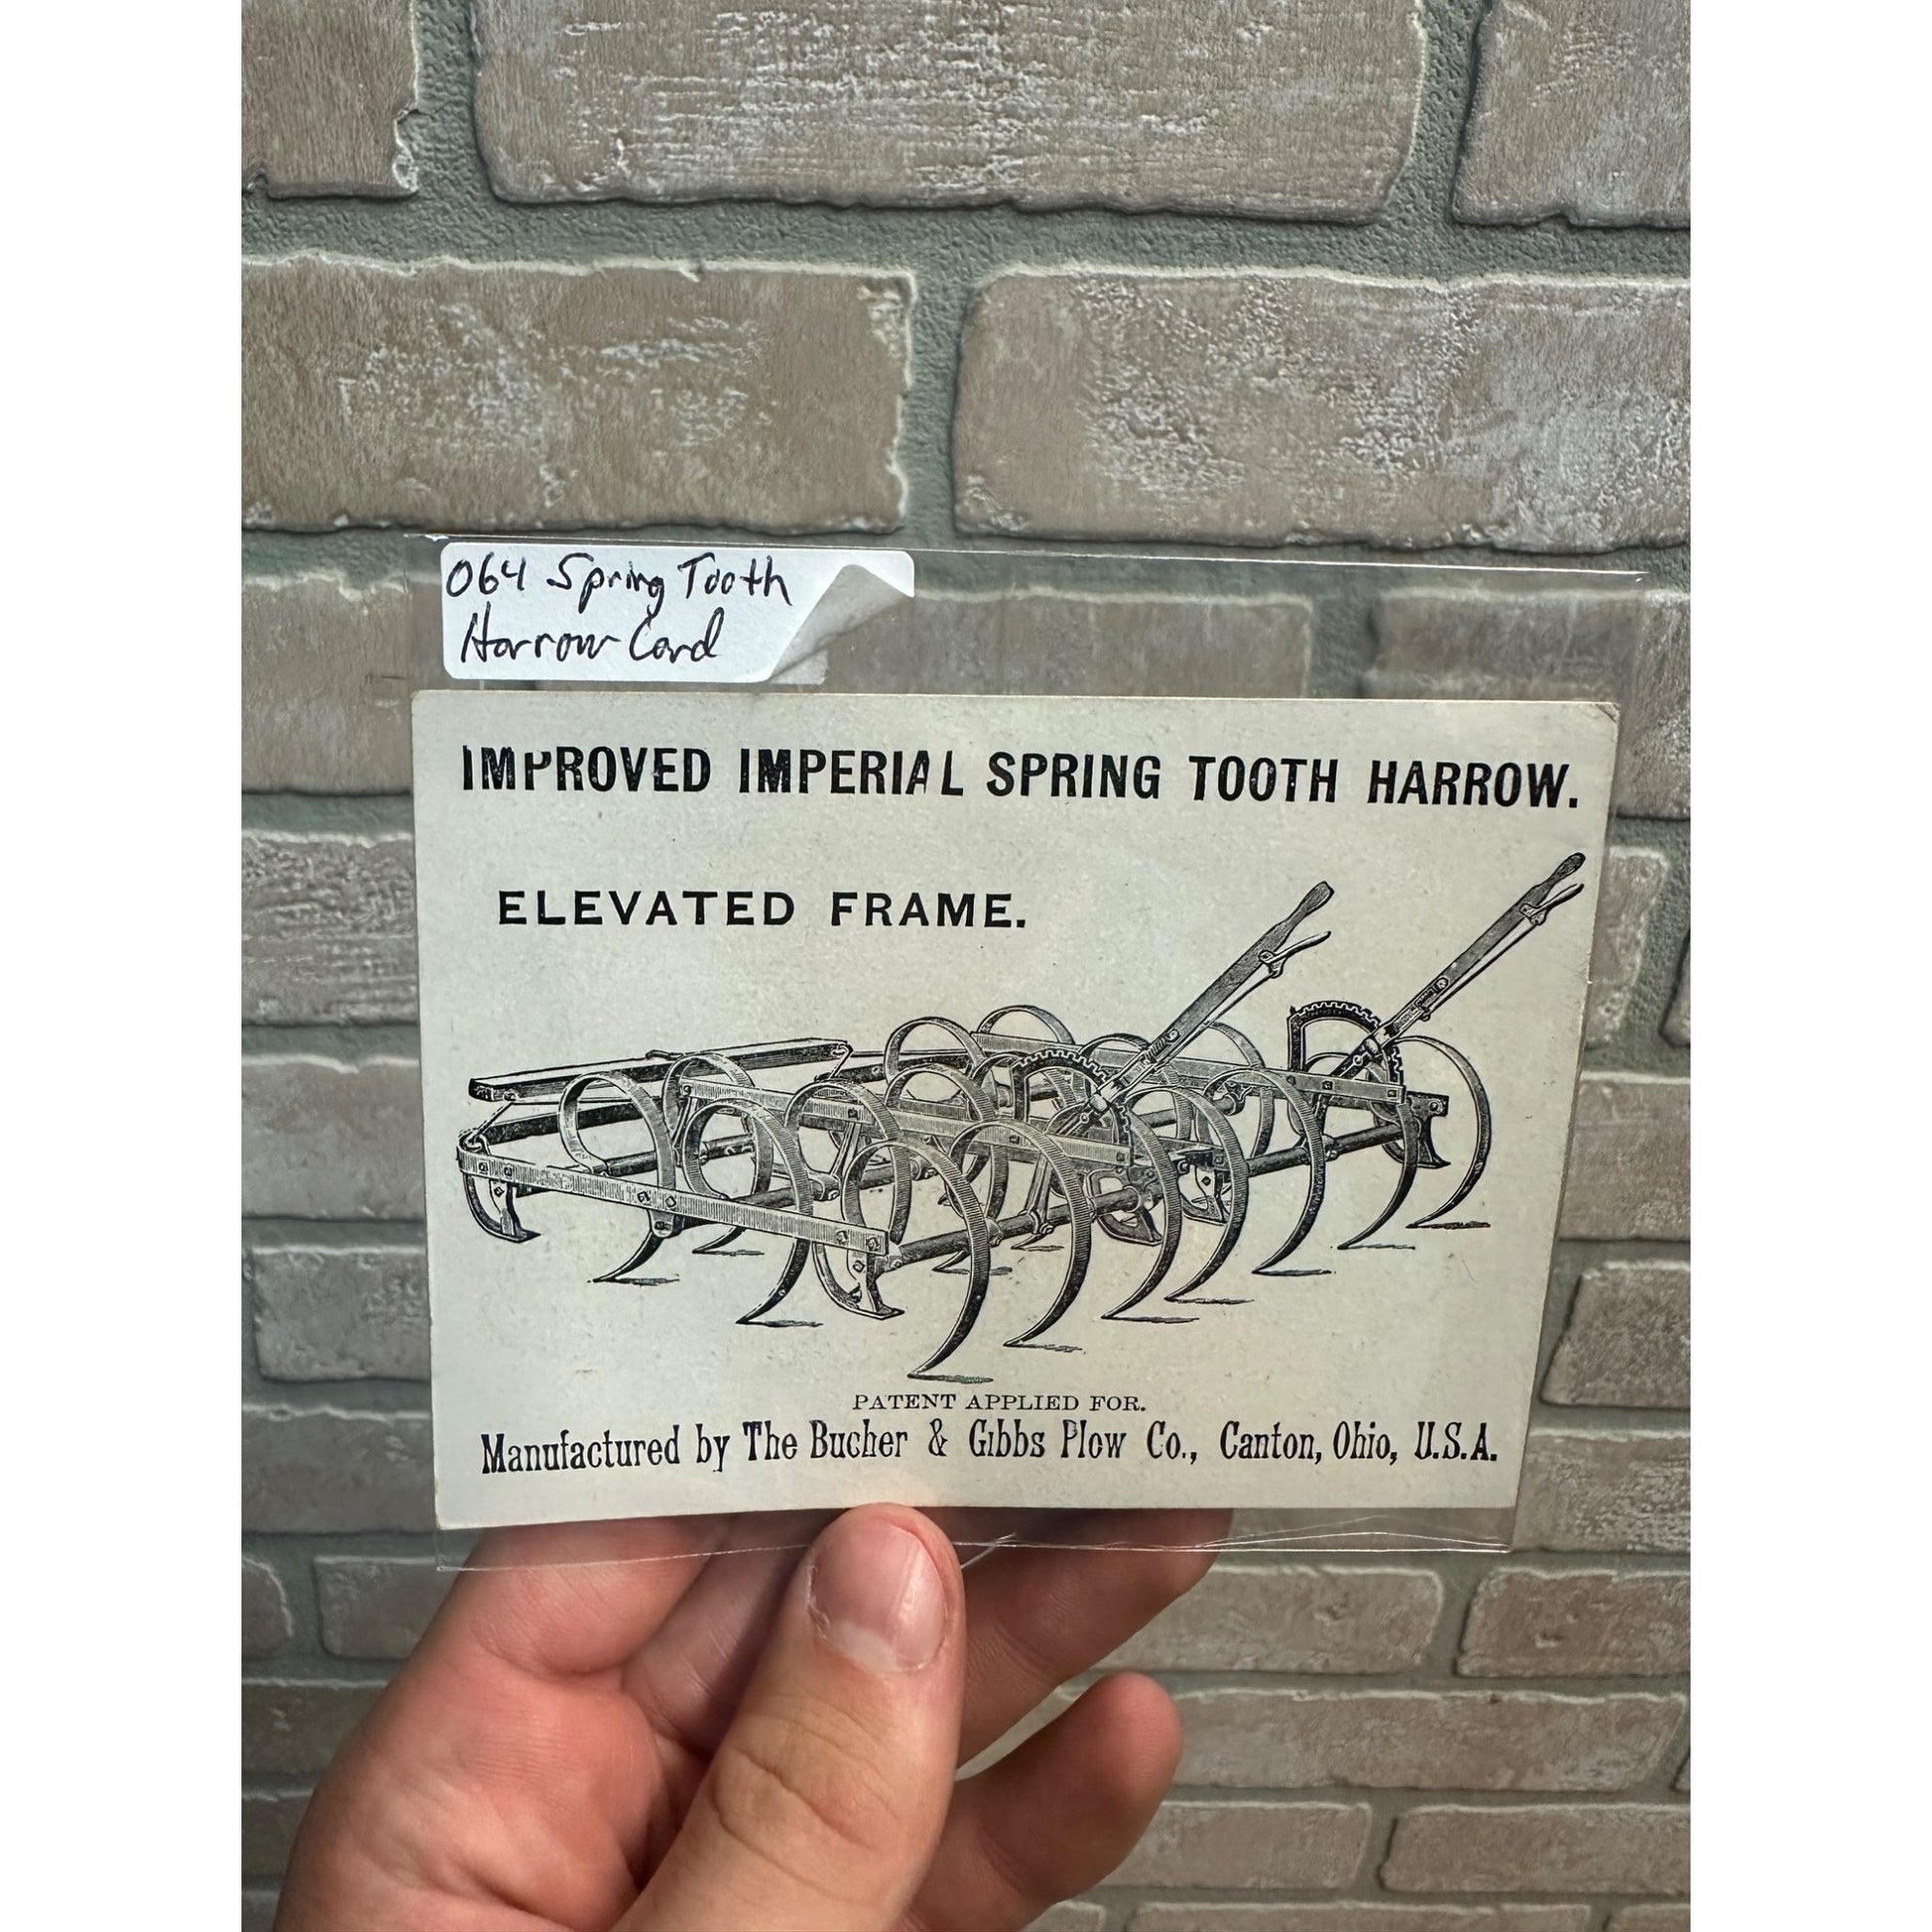 064 Spring Tooth
Harrow Card
IMPROVED IMPERIAL SPRING TOOTH HARROW.
ELEVATED FRAME.
PATENT APPLIED FOR.
Manufactured by The Bucher & Gibbs Plow Co., Canton, Ohio, U.S.A.